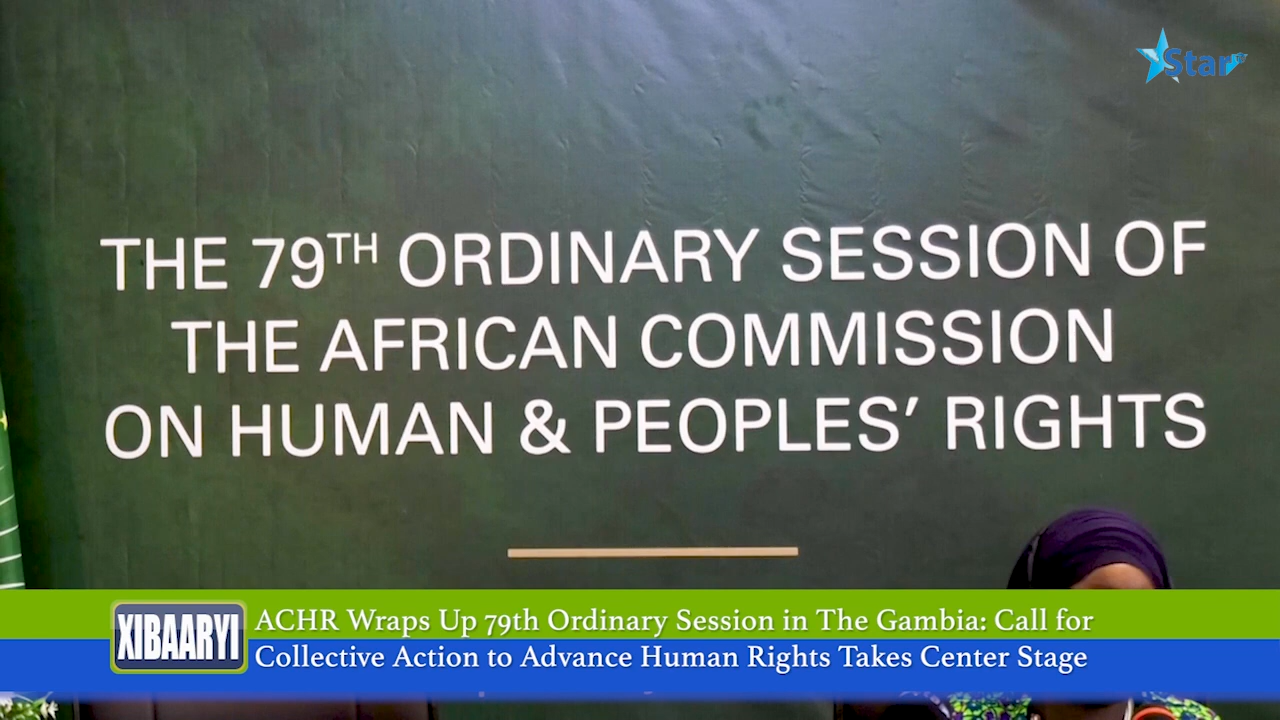 Star TV
THE 79TH ORDINARY SESSION OF
THE AFRICAN COMMISSION
ON HUMAN & PEOPLES’ RIGHTS
XIBAARYI
ACHR Wraps Up 79th Ordinary Session in The Gambia: Call for
Collective Action to Advance Human Rights Takes Center Stage